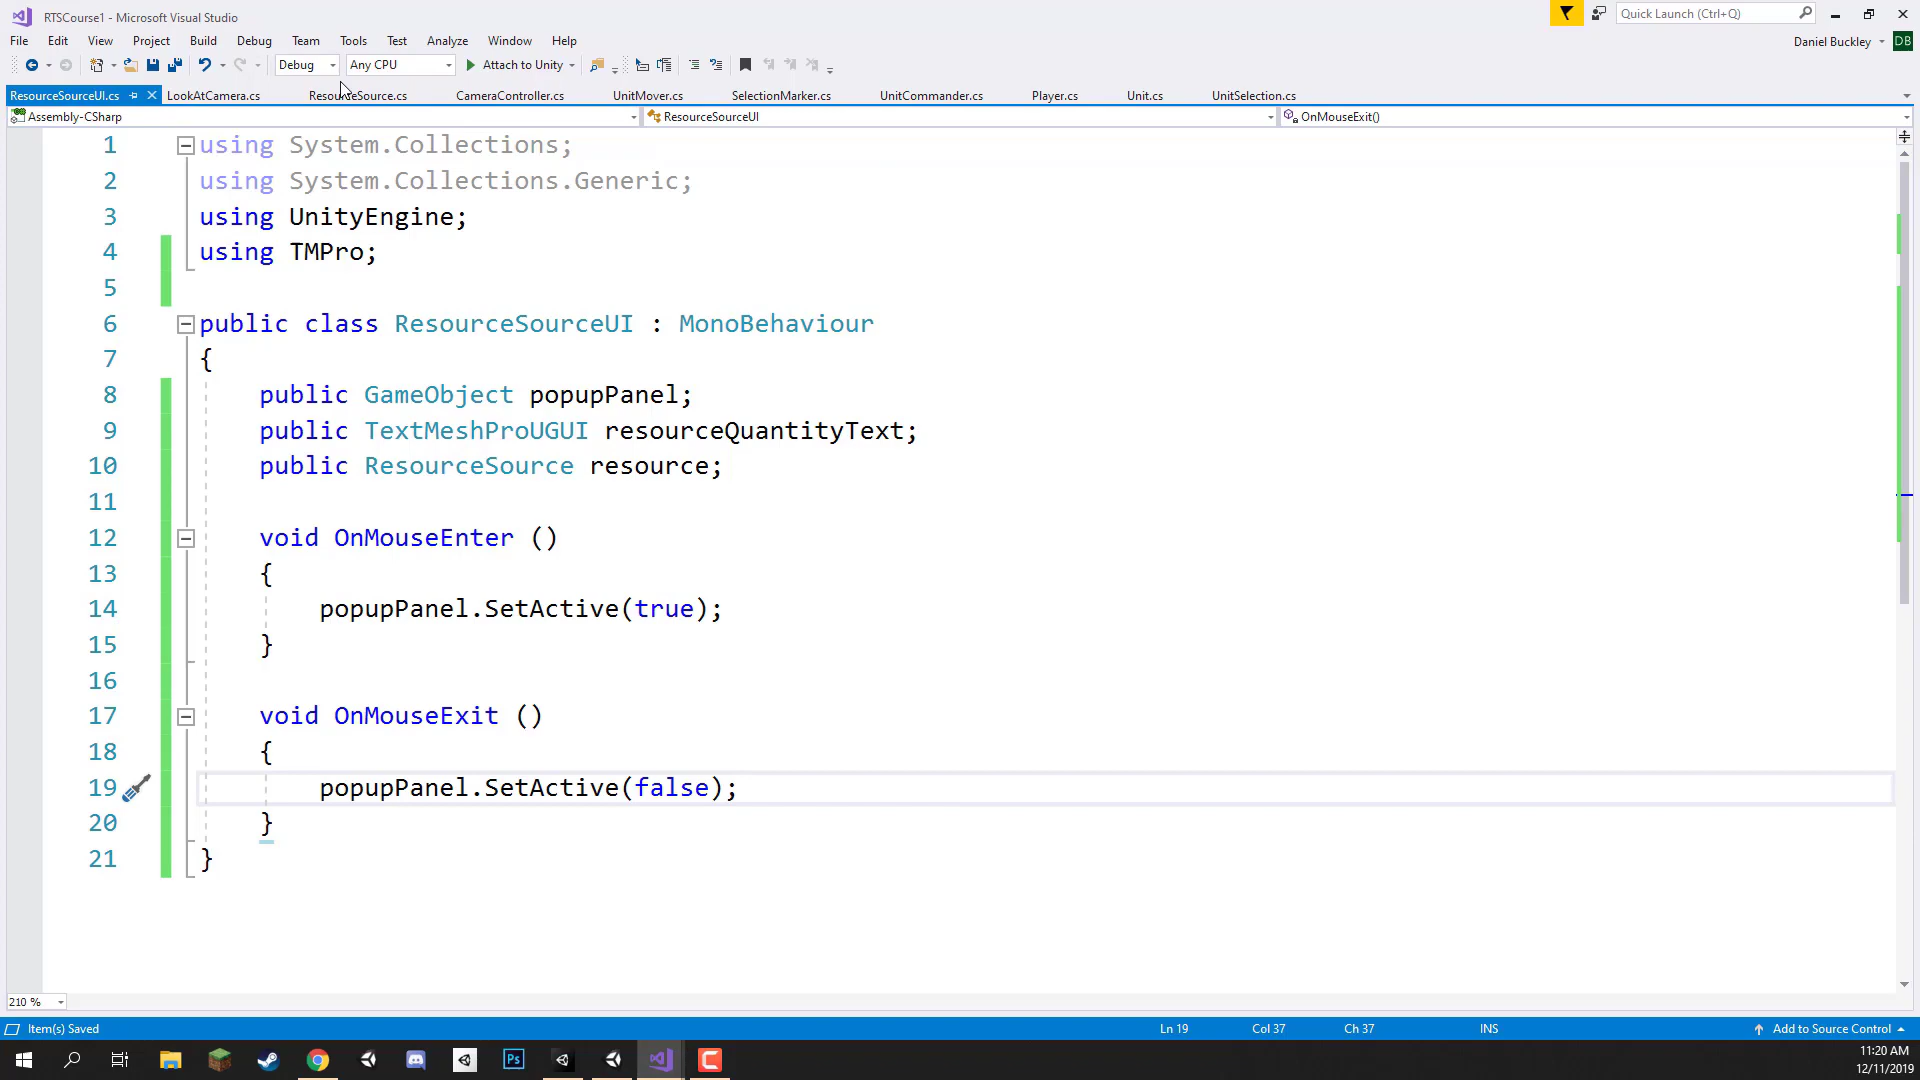 RTSCourse1 - Microsoft Visual Studio
Quick Launch (Ctrl+Q)
File Edit View Project Build Debug Team Tools Test Analyze Window Help
Daniel Buckley DB
Debug Any CPU Attach to Unity
ResourceSourceUI.cs LookAtCamera.cs ResourceSource.cs CameraController.cs UnitMover.cs SelectionMarker.cs UnitCommander.cs Player.cs Unit.cs UnitSelection.cs
Assembly-CSharp ResourceSourceUI OnMouseExit()
1 using System.Collections;
2 using System.Collections.Generic;
3 using UnityEngine;
4 using TMPro;
5
6 public class ResourceSourceUI : MonoBehaviour
7 {
8 public GameObject popupPanel;
9 public TextMeshProUGUI resourceQuantityText;
10 public ResourceSource resource;
11
12 void OnMouseEnter ()
13 {
14 popupPanel.SetActive(true);
15 }
16
17 void OnMouseExit ()
18 {
19 popupPanel.SetActive(false);
20 }
21 }
210 %
Item(s) Saved Ln 19 Col 37 Ch 37 INS Add to Source Control
Ps
11:20 AM
12/11/2019